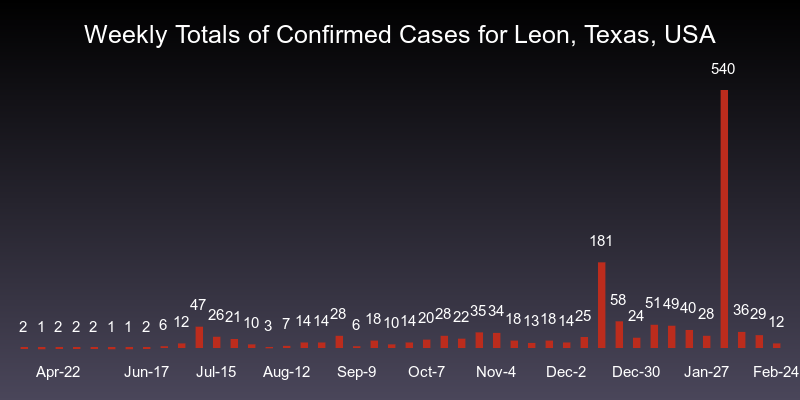 Weekly Totals of Confirmed Cases for Leon, Texas, USA
540
181
58
51 49
47
40
35 34 36
28 28 28 29
26 21 20 22 25 24
12 10 14 14 18 10 14 18 13 18 14 12
2 1 2 2 2 1 1 2 6 3 7 6
Apr-22 Jun-17 Jul-15 Aug-12 Sep-9 Oct-7 Nov-4 Dec-2 Dec-30 Jan-27 Feb-24